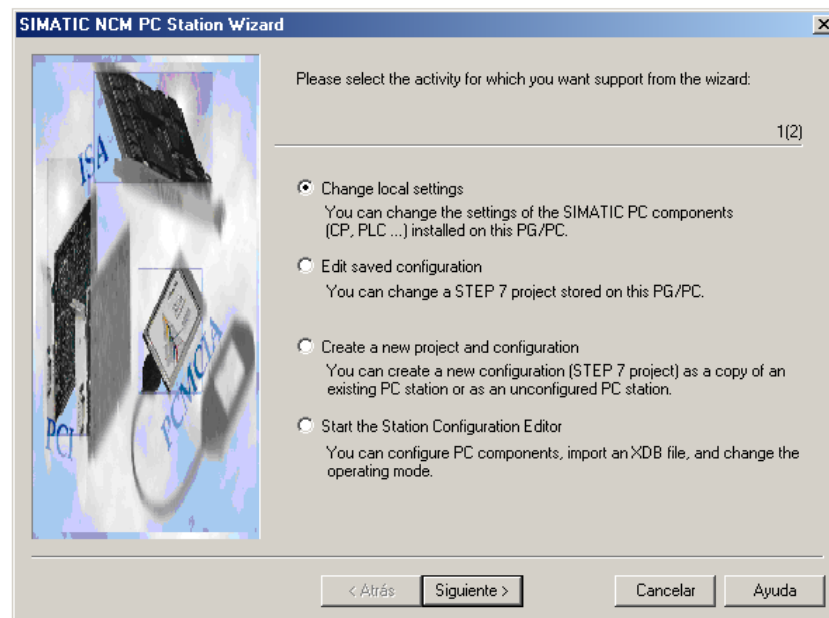 SIMATIC NCM PC Station Wizard
Please select the activity for which you want support from the wizard:
1(2)
ISA
PCI
PCMCIA
Change local settings
You can change the settings of the SIMATIC PC components
(CP, PLC ...) installed on this PG/PC.
Edit saved configuration
You can change a STEP 7 project stored on this PG/PC.
Create a new project and configuration
You can create a new configuration (STEP 7 project) as a copy of an
existing PC station or as an unconfigured PC station.
Start the Station Configuration Editor
You can configure PC components, import an XDB file, and change the
operating mode.
< Atrás
Siguiente >
Cancelar
Ayuda